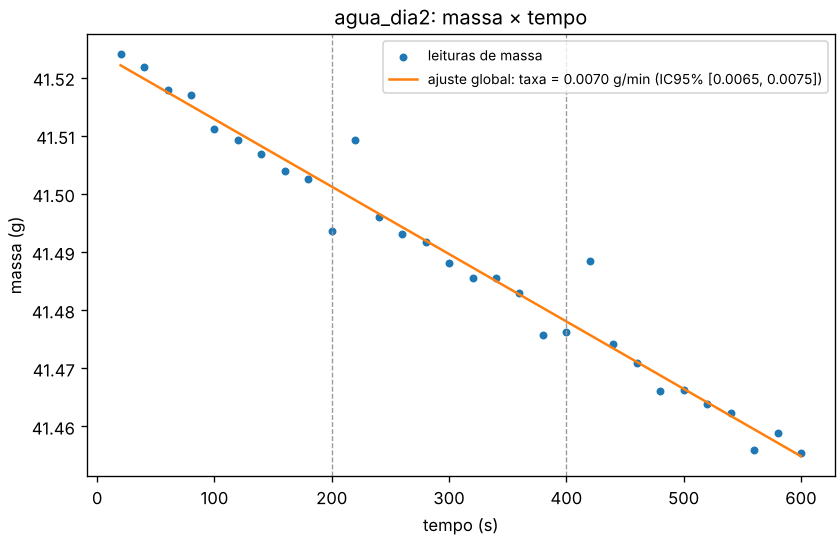 agua_dia2: massa × tempo
leituras de massa
ajuste global: taxa = 0.0070 g/min (IC95% [0.0065, 0.0075])
massa (g)
41.52
41.51
41.50
41.49
41.48
41.47
41.46
0 100 200 300 400 500 600
tempo (s)